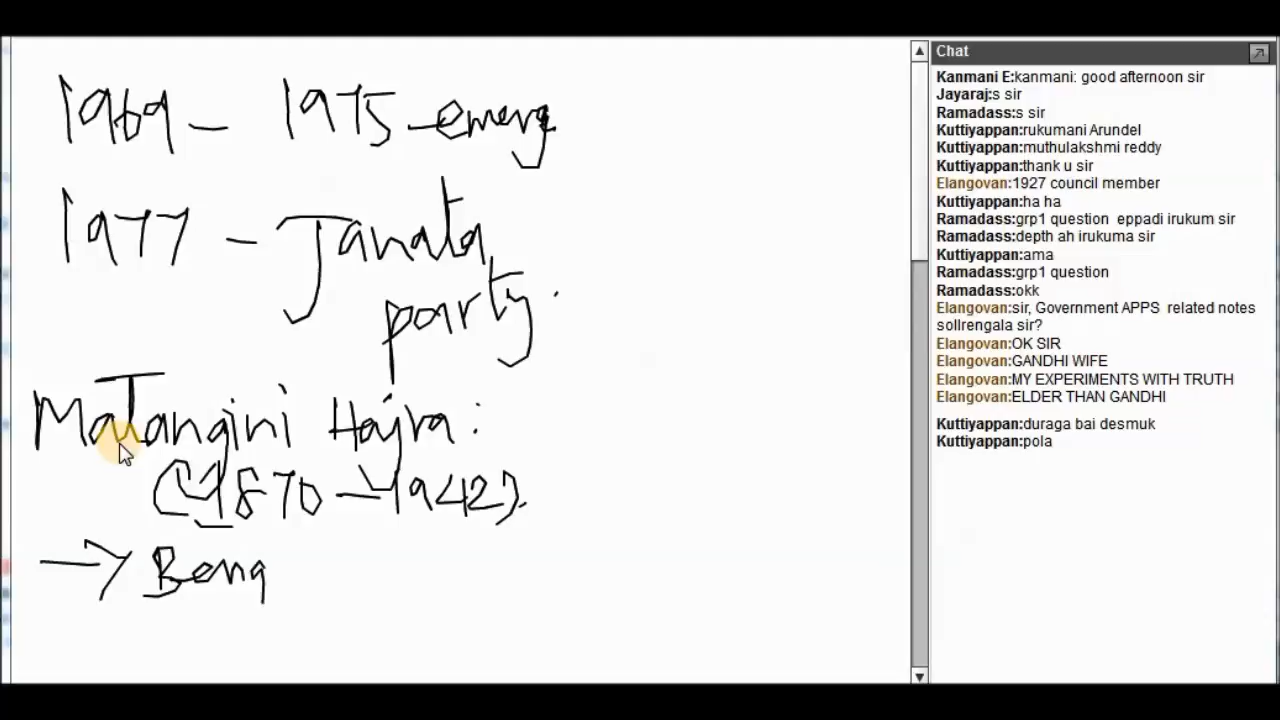 1969 - 1975 - emerg
1977 - Janata
party.
Matangini Hajra :
(1870 - 1942).
→ Beng
Chat
Kanmani E:kanmani: good afternoon sir
Jayaraj:s sir
Ramadass:s sir
Kuttiyappan:rukumani Arundel
Kuttiyappan:muthulakshmi reddy
Kuttiyappan:thank u sir
Elangovan:1927 council member
Kuttiyappan:ha ha
Ramadass:grp1 question eppadi irukum sir
Ramadass:depth ah irukuma sir
Kuttiyappan:ama
Ramadass:grp1 question
Ramadass:okk
Elangovan:sir, Government APPS related notes
sollrengala sir?
Elangovan:OK SIR
Elangovan:GANDHI WIFE
Elangovan:MY EXPERIMENTS WITH TRUTH
Elangovan:ELDER THAN GANDHI
Kuttiyappan:duraga bai desmuk
Kuttiyappan:pola